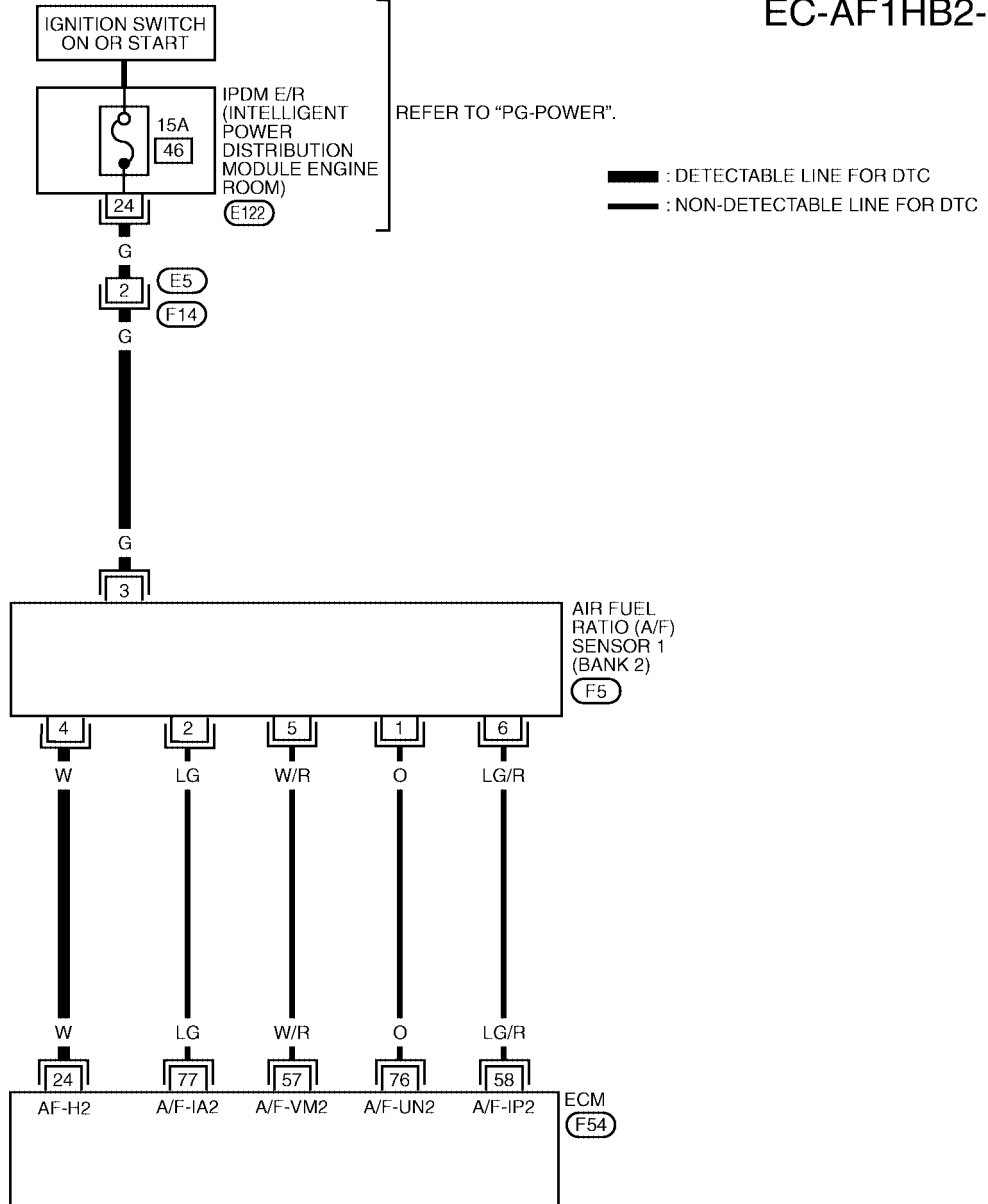 EC-AF1HB2-
IGNITION SWITCH
ON OR START
IPDM E/R
(INTELLIGENT
POWER
DISTRIBUTION
MODULE ENGINE
ROOM)
E122
15A
46
REFER TO “PG-POWER”.
: DETECTABLE LINE FOR DTC
: NON-DETECTABLE LINE FOR DTC
24
G
2
E5
F14
G
G
3
AIR FUEL
RATIO (A/F)
SENSOR 1
(BANK 2)
F5
4 2 5 1 6
W LG W/R O LG/R
W LG W/R O LG/R
24 77 57 76 58
AF-H2 A/F-IA2 A/F-VM2 A/F-UN2 A/F-IP2
ECM
F54